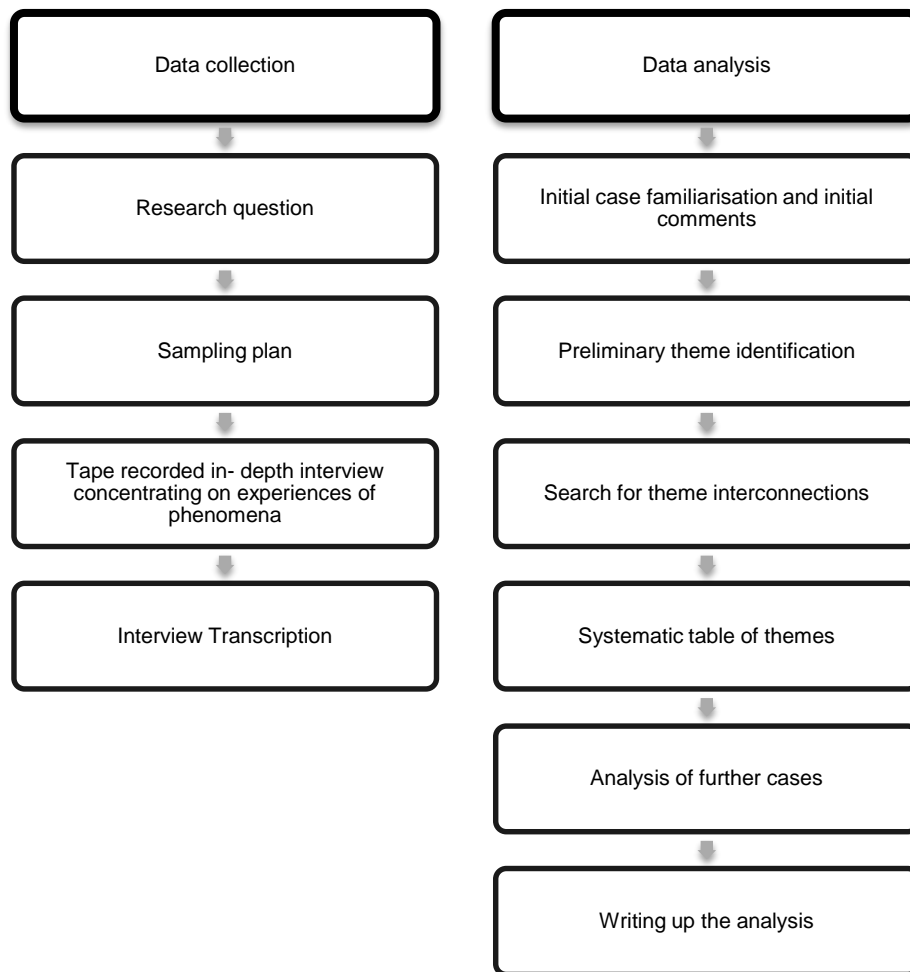 Data collection
Research question
Sampling plan
Tape recorded in- depth interview
concentrating on experiences of
phenomena
Interview Transcription
Data analysis
Initial case familiarisation and initial
comments
Preliminary theme identification
Search for theme interconnections
Systematic table of themes
Analysis of further cases
Writing up the analysis